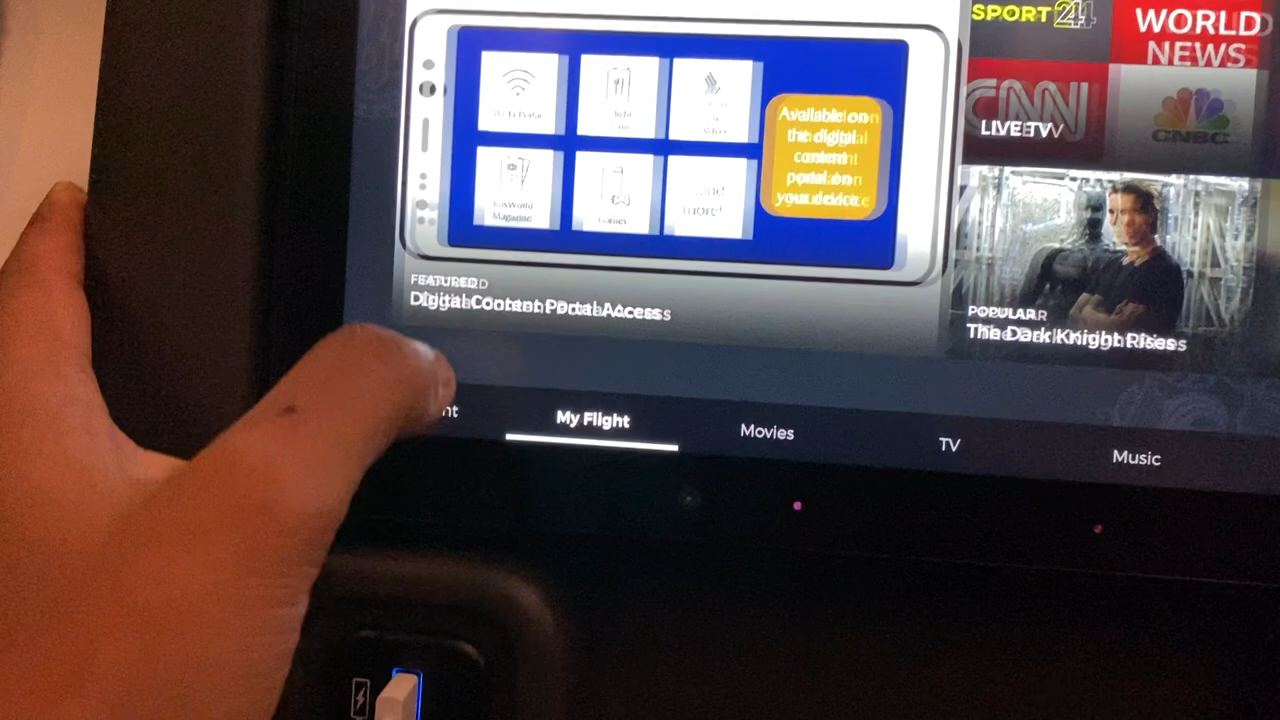 SPORT 24
WORLD
NEWS
CNN
LIVE TV
CNBC
Wi-Fi Portal
KrisWorld
Magazine
Games
and
more!
Available on
the digital
content
portal on
your device
FEATURED
Digital Content Portal Access
POPULAR
The Dark Knight Rises
My Flight
Movies
TV
Music